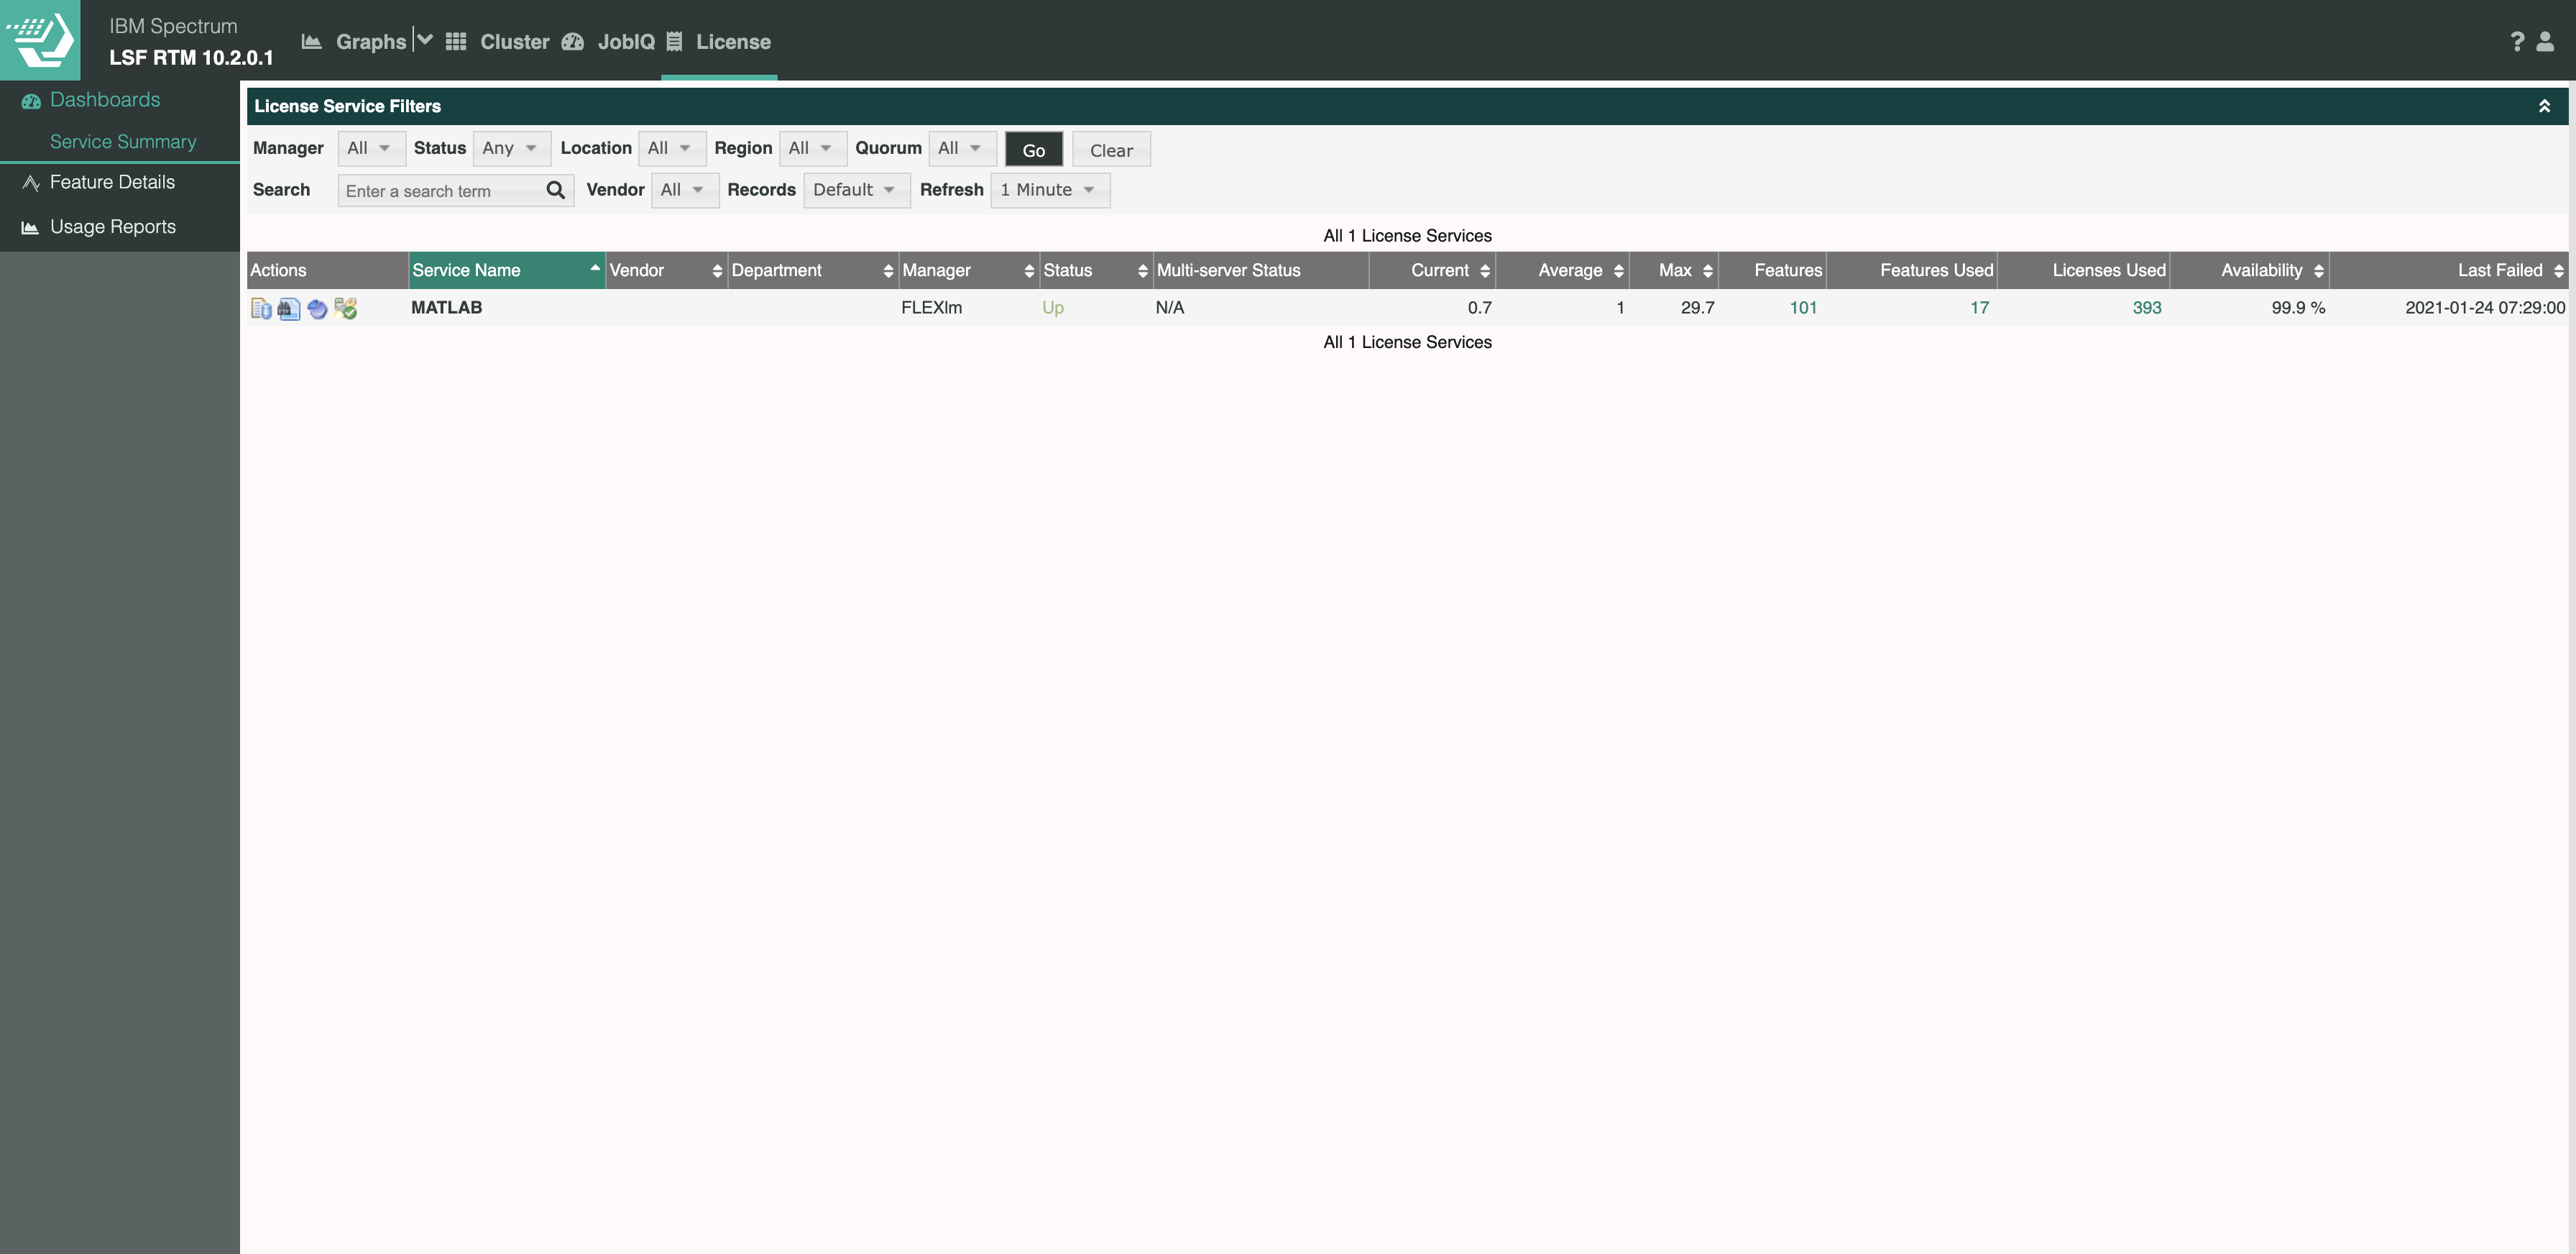 IBM Spectrum
LSF RTM 10.2.0.1
Graphs Cluster JobIQ License
Dashboards
Service Summary
Feature Details
Usage Reports
License Service Filters
Manager All Status Any Location All Region All Quorum All Go Clear
Search Enter a search term Vendor All Records Default Refresh 1 Minute
All 1 License Services
Actions Service Name Vendor Department Manager Status Multi-server Status Current Average Max Features Features Used Licenses Used Availability Last Failed
MATLAB FLEXlm Up N/A 0.7 1 29.7 101 17 393 99.9 % 2021-01-24 07:29:00
All 1 License Services